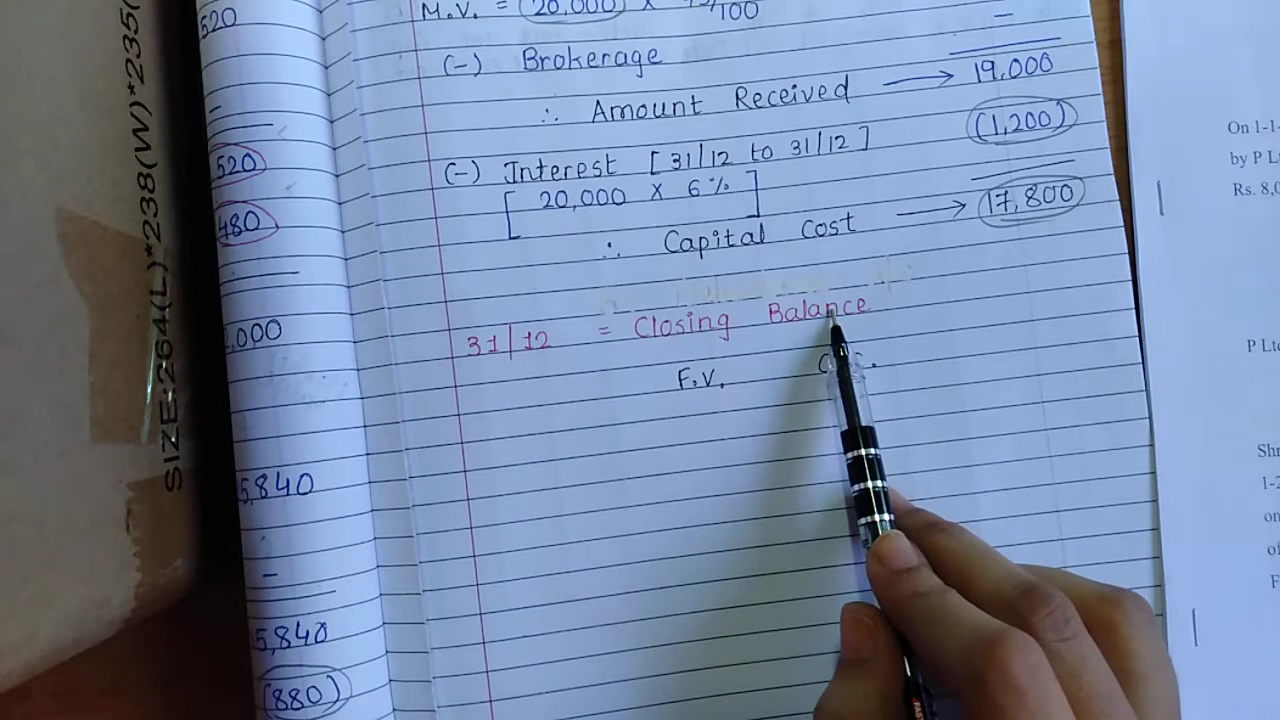 520
M.V. = 20,000 × /100
(-) Brokerage –
∴ Amount Received → 19,000
-
520
(-) Interest [31/12 to 31/12] (1,200)
[20,000 × 6%]
480
∴ Capital Cost → 17,800
,000
31/12 = Closing Balance
F.V.
5,840
–
5,840
(880)
SIZE:264(L)*238(W)*235(
On 1-1-
by P L
Rs. 8,0
P Lt
Shr
1-2
on
of
F